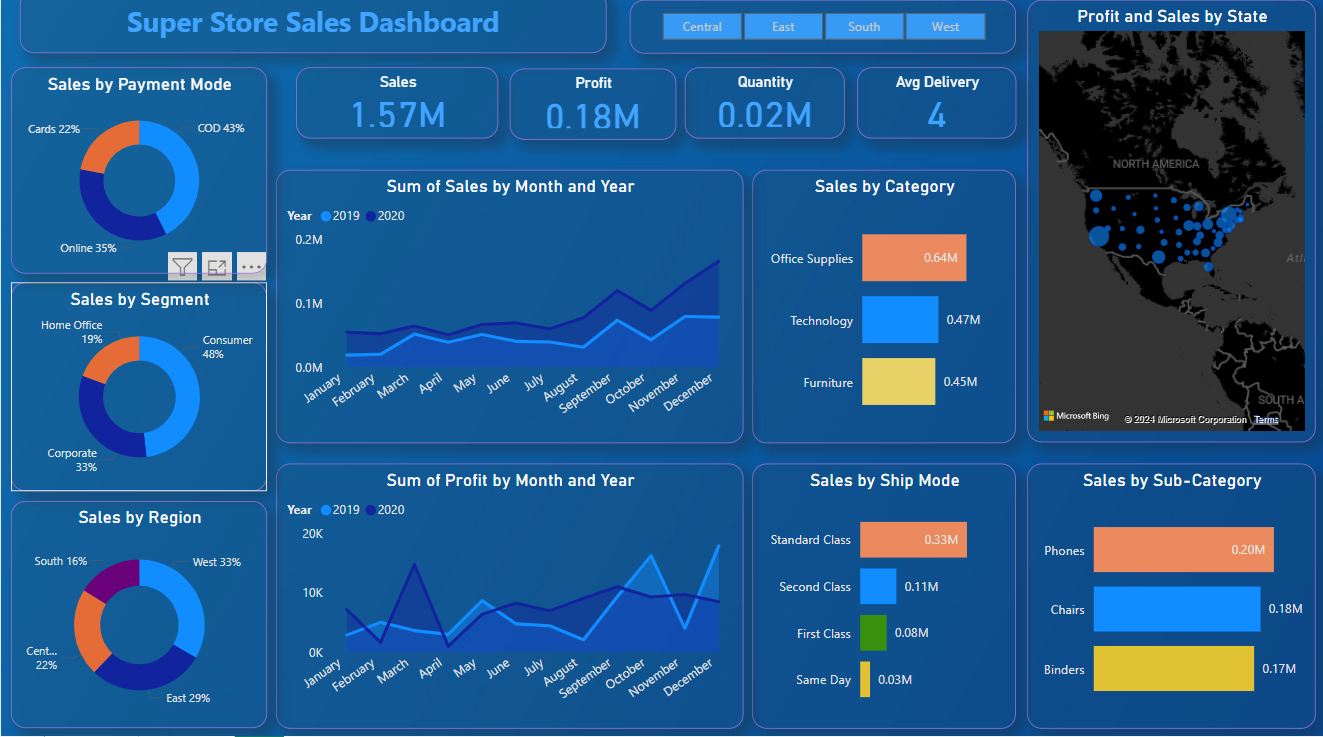 Super Store Sales Dashboard
Central East South West
Profit and Sales by State
NORTH AMERICA
Atl
SOUTH A
Microsoft Bing
© 2024 Microsoft Corporation Terms
Sales by Payment Mode
Cards 22%
COD 43%
Online 35%
Sales
1.57M
Profit
0.18M
Quantity
0.02M
Avg Delivery
4
Sum of Sales by Month and Year
Year 2019 2020
0.2M
0.1M
0.0M
January February March April May June July August September October November December
Sales by Category
Office Supplies 0.64M
Technology 0.47M
Furniture 0.45M
Sales by Segment
Home Office
19%
Consumer
48%
Corporate
33%
Sum of Profit by Month and Year
Year 2019 2020
20K
10K
0K
January February March April May June July August September October November December
Sales by Ship Mode
Standard Class 0.33M
Second Class 0.11M
First Class 0.08M
Same Day 0.03M
Sales by Sub-Category
Phones 0.20M
Chairs 0.18M
Binders 0.17M
Sales by Region
South 16%
West 33%
Cent...
22%
East 29%